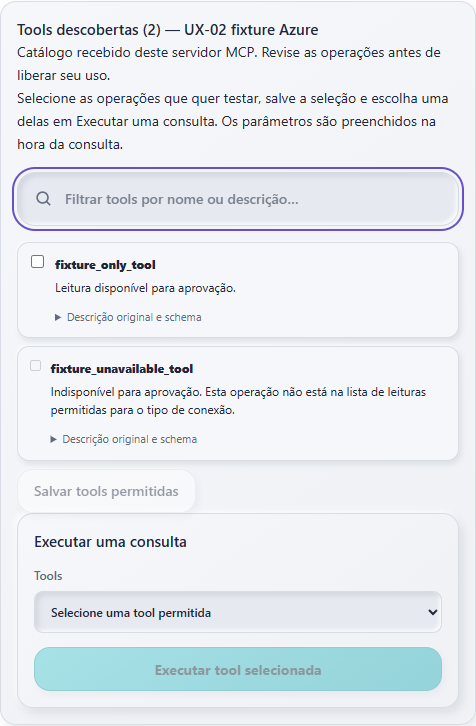 Tools descobertas (2) — UX-02 fixture Azure
Catálogo recebido deste servidor MCP. Revise as operações antes de
liberar seu uso.
Selecione as operações que quer testar, salve a seleção e escolha uma
delas em Executar uma consulta. Os parâmetros são preenchidos na
hora da consulta.
Filtrar tools por nome ou descrição...
fixture_only_tool
Leitura disponível para aprovação.
Descrição original e schema
fixture_unavailable_tool
Indisponível para aprovação. Esta operação não está na lista de leituras
permitidas para o tipo de conexão.
Descrição original e schema
Salvar tools permitidas
Executar uma consulta
Tools
Selecione uma tool permitida
Executar tool selecionada